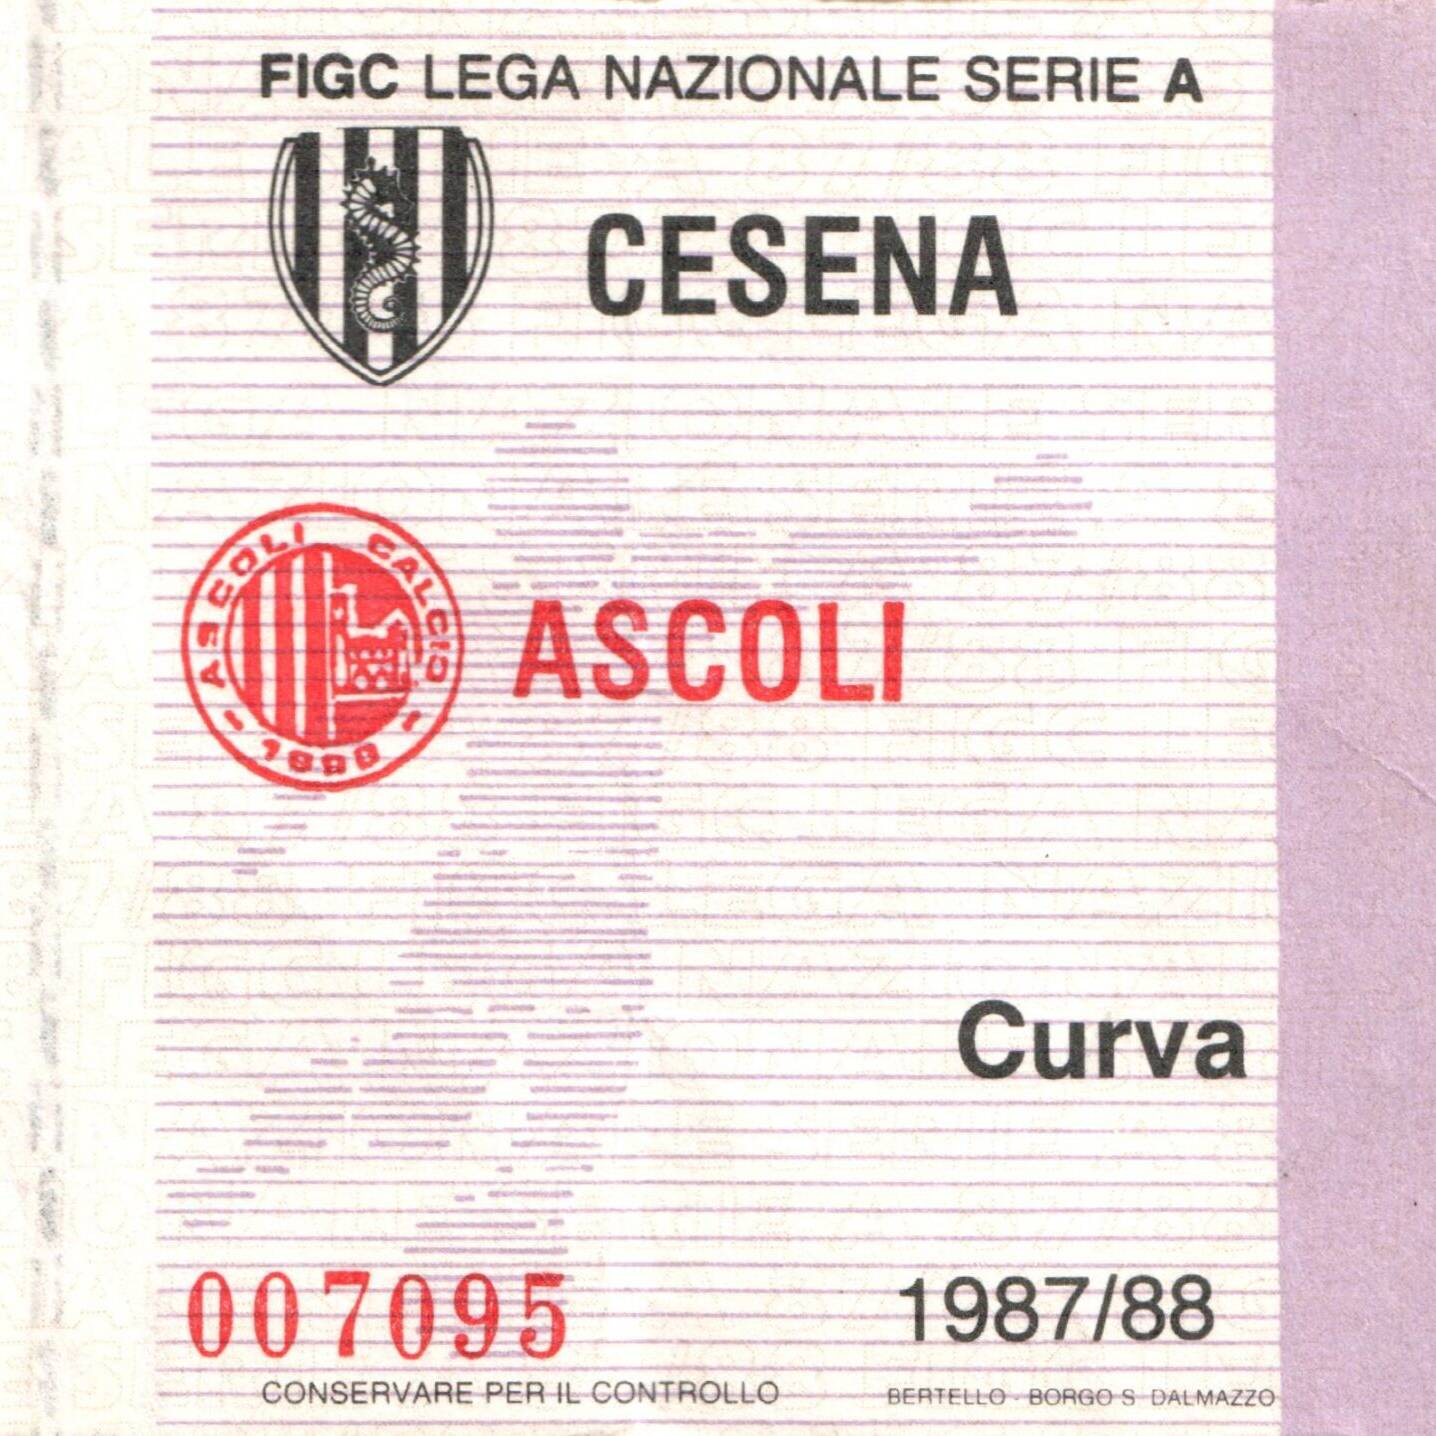 FIGC LEGA NAZIONALE SERIE A
CESENA
ASCOLI CALCIO
1898
ASCOLI
Curva
007095
1987/88
CONSERVARE PER IL CONTROLLO
BERTELLO - BORGO S. DALMAZZO